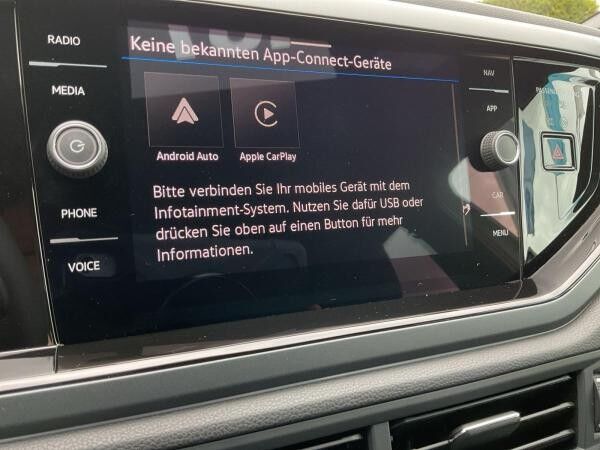 RADIO
MEDIA
PHONE
VOICE
Keine bekannten App-Connect-Geräte
Android Auto
Apple CarPlay
Bitte verbinden Sie Ihr mobiles Gerät mit dem
Infotainment-System. Nutzen Sie dafür USB oder
drücken Sie oben auf einen Button für mehr
Informationen.
NAV
APP
CAR
MENU